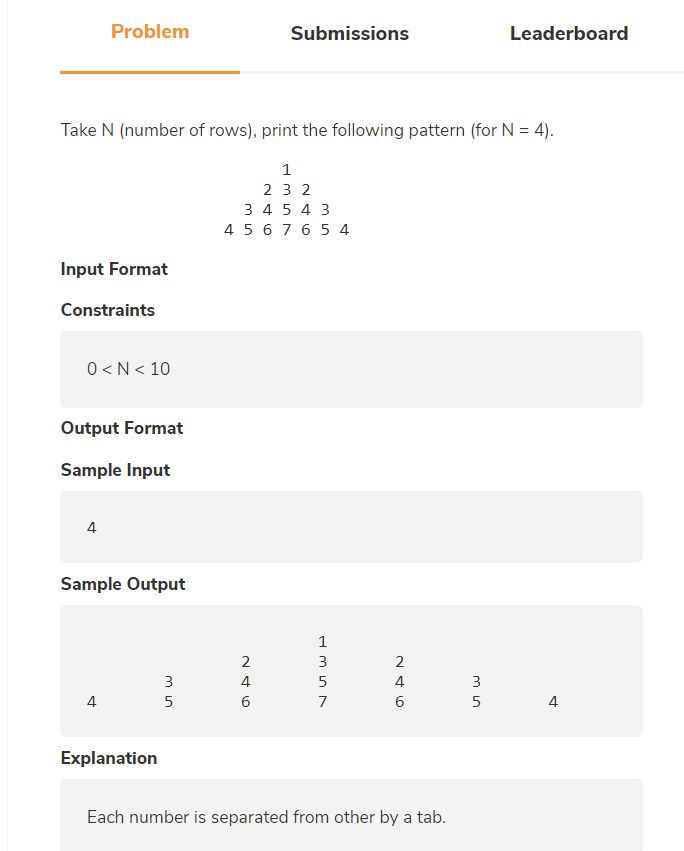 Problem Submissions Leaderboard
Take N (number of rows), print the following pattern (for N = 4).
1
2 3 2
3 4 5 4 3
4 5 6 7 6 5 4
Input Format
Constraints
0 < N < 10
Output Format
Sample Input
4
Sample Output
1
2 3 2
3 4 5 4 3
4 5 6 7 6 5 4
Explanation
Each number is separated from other by a tab.